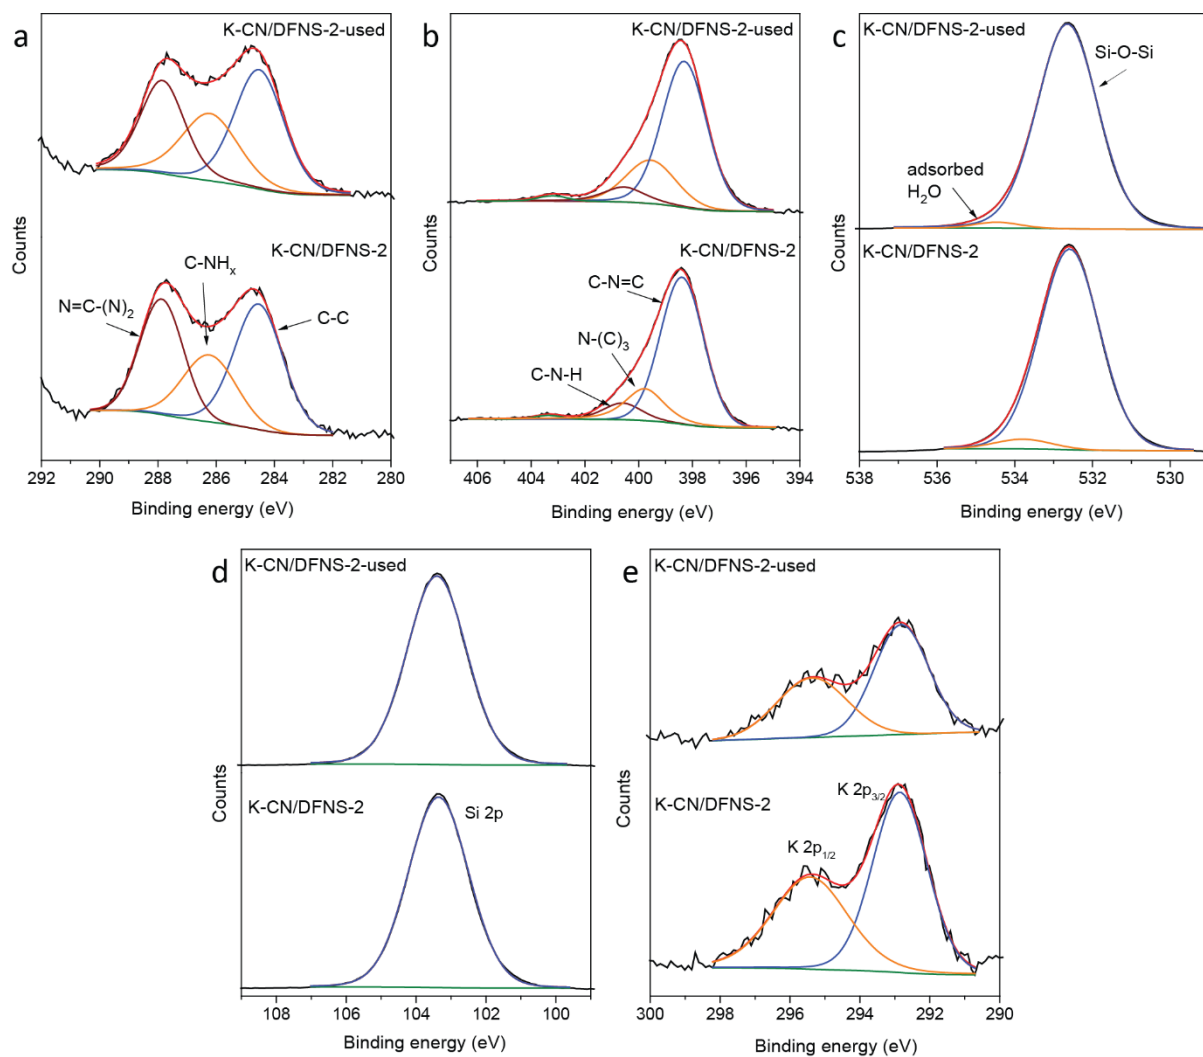 a
K-CN/DFNS-2-used
K-CN/DFNS-2
C-NHₓ
N=C-(N)₂
C-C
Counts
292 290 288 286 284 282 280
Binding energy (eV)
b
K-CN/DFNS-2-used
K-CN/DFNS-2
C-N=C
N-(C)₃
C-N-H
Counts
406 404 402 400 398 396 394
Binding energy (eV)
c
K-CN/DFNS-2-used
Si-O-Si
adsorbed
H₂O
K-CN/DFNS-2
Counts
538 536 534 532 530
Binding energy (eV)
d
K-CN/DFNS-2-used
K-CN/DFNS-2
Si 2p
Counts
108 106 104 102 100
Binding energy (eV)
e
K-CN/DFNS-2-used
K-CN/DFNS-2
K 2p₃/₂
K 2p₁/₂
Counts
300 298 296 294 292 290
Binding energy (eV)